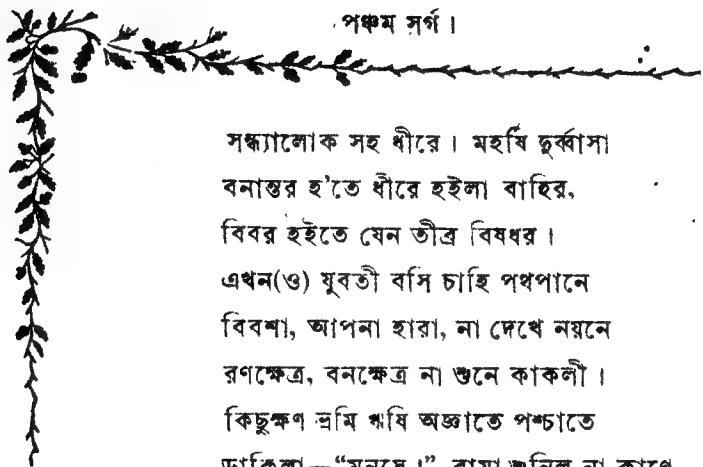 পঞ্চম সর্গ।
সন্ধ্যালোক সহ ধীরে। মহর্ষি দুর্ব্বাসা
বনান্তর হ'তে ধীরে হইলা বাহির,
বিবর হইতে যেন তীব্র বিষধর।
এখন(ও) যুবতী বসি চাহি পথপানে
বিবশা, আপনা হারা, না দেখে নয়নে
রণক্ষেত্র, বনক্ষেত্র না শুনে কাকলী।
কিছুক্ষণ ভ্রমি ঋষি অজ্ঞাতে পশ্চাতে
ডাকিলা—“মনসে।” বামা শুনিল না কাণে